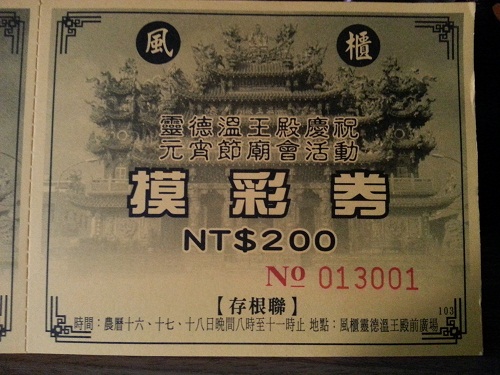 風櫃
靈德溫王殿慶祝
元宵節廟會活動
摸彩券
NT$200
No 013001
【存根聯】
103
時間：農曆十六、十七、十八日晚間八時至十一時止 地點：風櫃靈德溫王殿前廣場